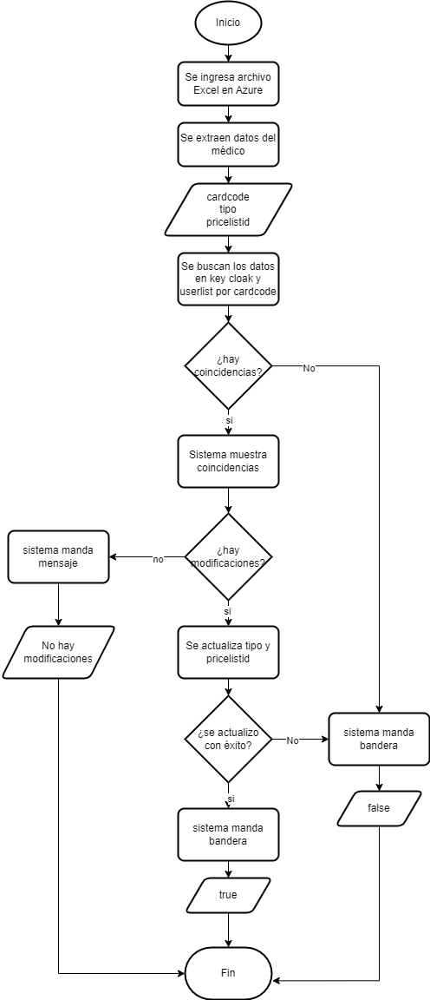 Inicio
Se ingresa archivo
Excel en Azure
Se extraen datos del
médico
cardcode
tipo
pricelistid
Se buscan los datos
en key cloak y
userlist por cardcode
¿hay
coincidencias?
No
si
Sistema muestra
coincidencias
¿hay
modificaciones?
no
sistema manda
mensaje
No hay
modificaciones
si
Se actualiza tipo y
pricelistid
¿se actualizo
con éxito?
No
sistema manda
bandera
false
si
sistema manda
bandera
true
Fin